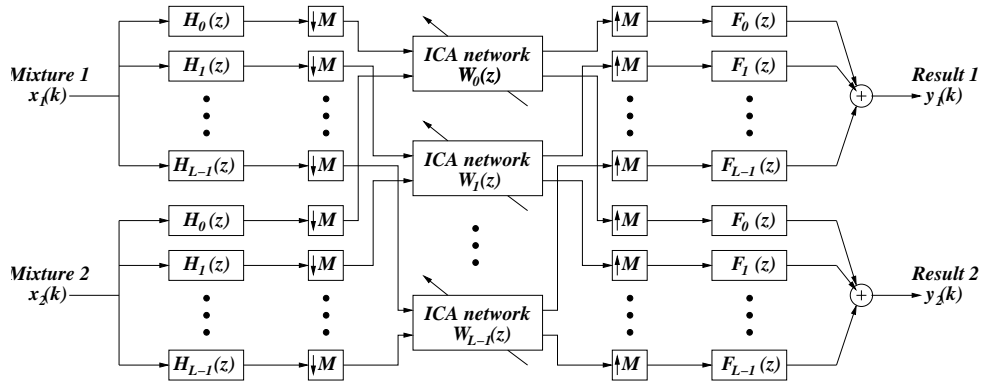 H0(z) ↓M ↑M F0(z)
ICA network
W0(z)
Mixture 1
x1(k)
H1(z) ↓M ↑M F1(z)
Result 1
y1(k)
+
HL−1(z) ↓M ↑M FL−1(z)
ICA network
W1(z)
H0(z) ↓M ↑M F0(z)
Mixture 2
x2(k)
H1(z) ↓M ↑M F1(z)
Result 2
y2(k)
+
ICA network
WL−1(z)
HL−1(z) ↓M ↑M FL−1(z)